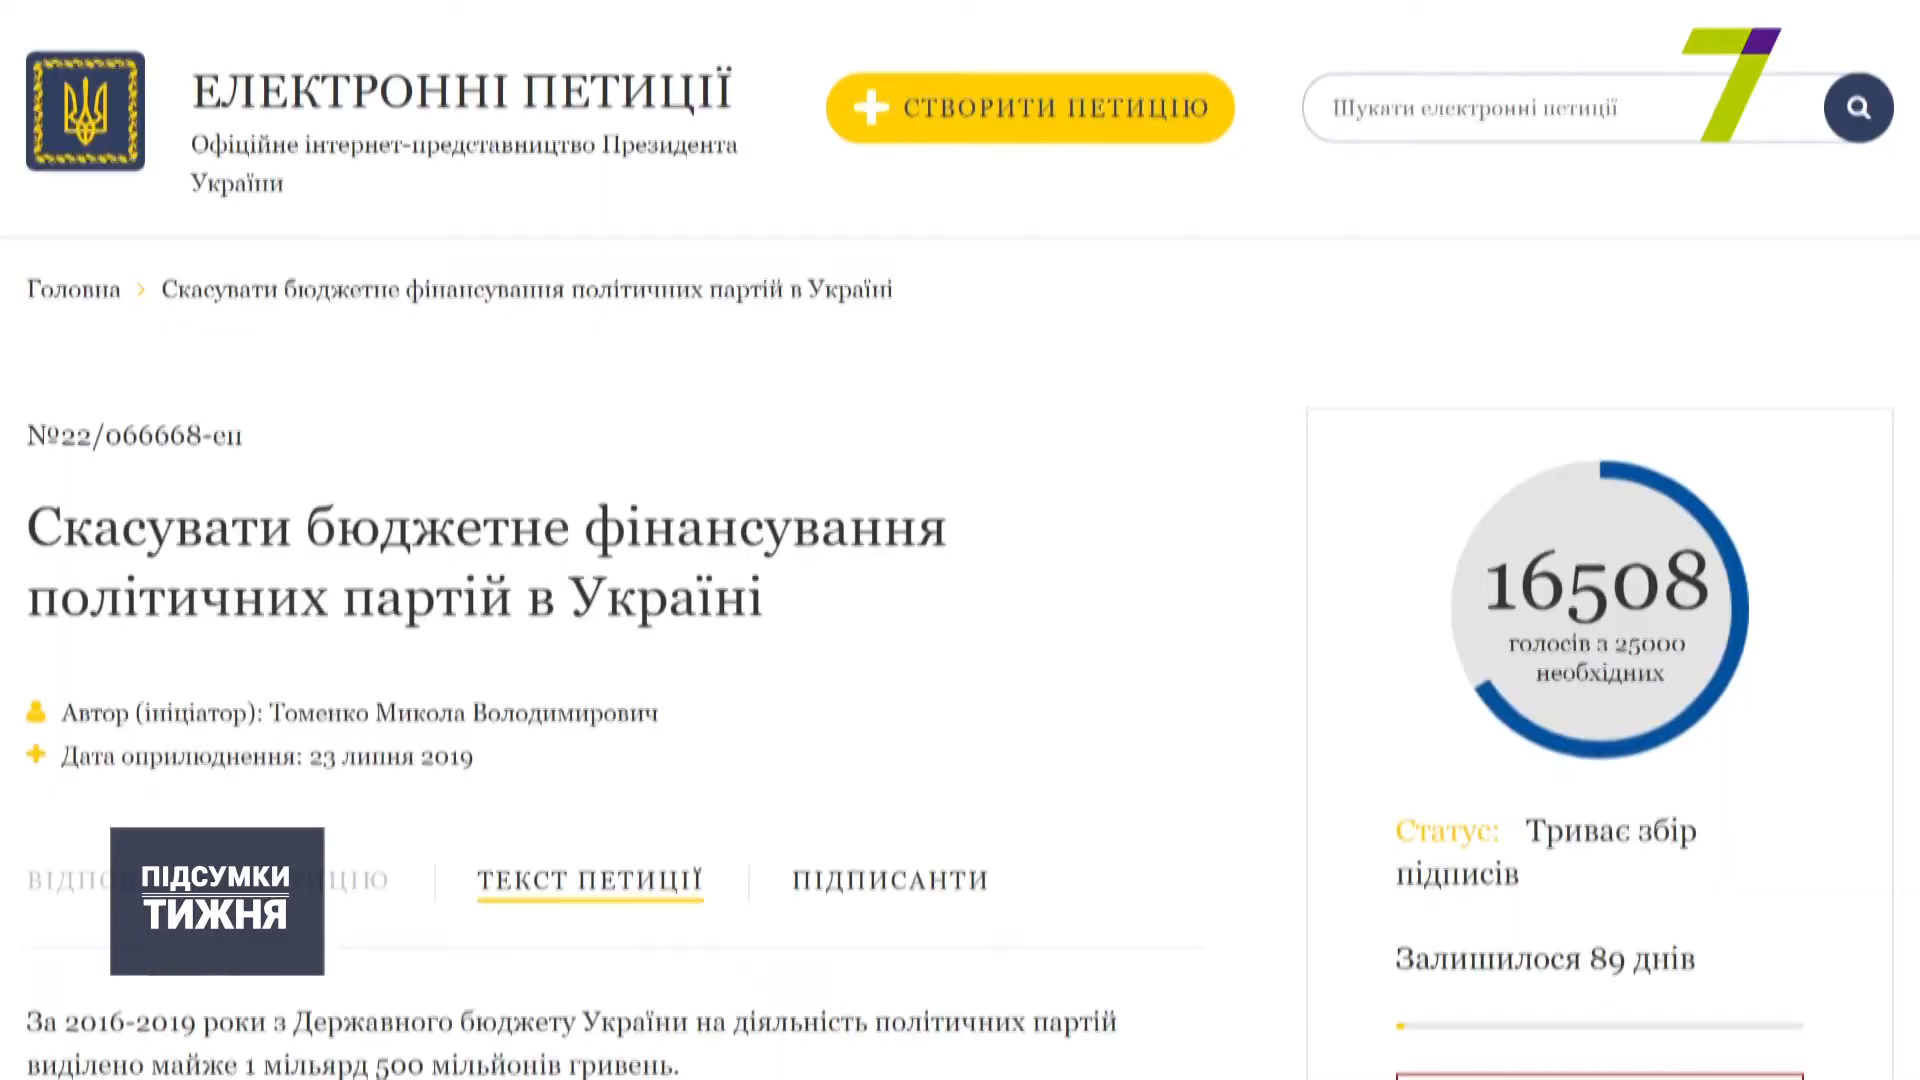 ЕЛЕКТРОННІ ПЕТИЦІЇ
Офіційне інтернет-представництво Президента
України
СТВОРИТИ ПЕТИЦІЮ
Шукати електронні петиції
7
Головна > Скасувати бюджетне фінансування політичних партій в Україні
№22/066668-еп
Скасувати бюджетне фінансування
політичних партій в Україні
Автор (ініціатор): Томенко Микола Володимирович
Дата оприлюднення: 23 липня 2019
16508
голосів з 25000
необхідних
Статус: Триває збір
підписів
Залишилося 89 днів
ТЕКСТ ПЕТИЦІЇ
ПІДПИСАНТИ
ПІДСУМКИ
ТИЖНЯ
За 2016-2019 роки з Державного бюджету України на діяльність політичних партій
виділено майже 1 мільярд 500 мільйонів гривень.